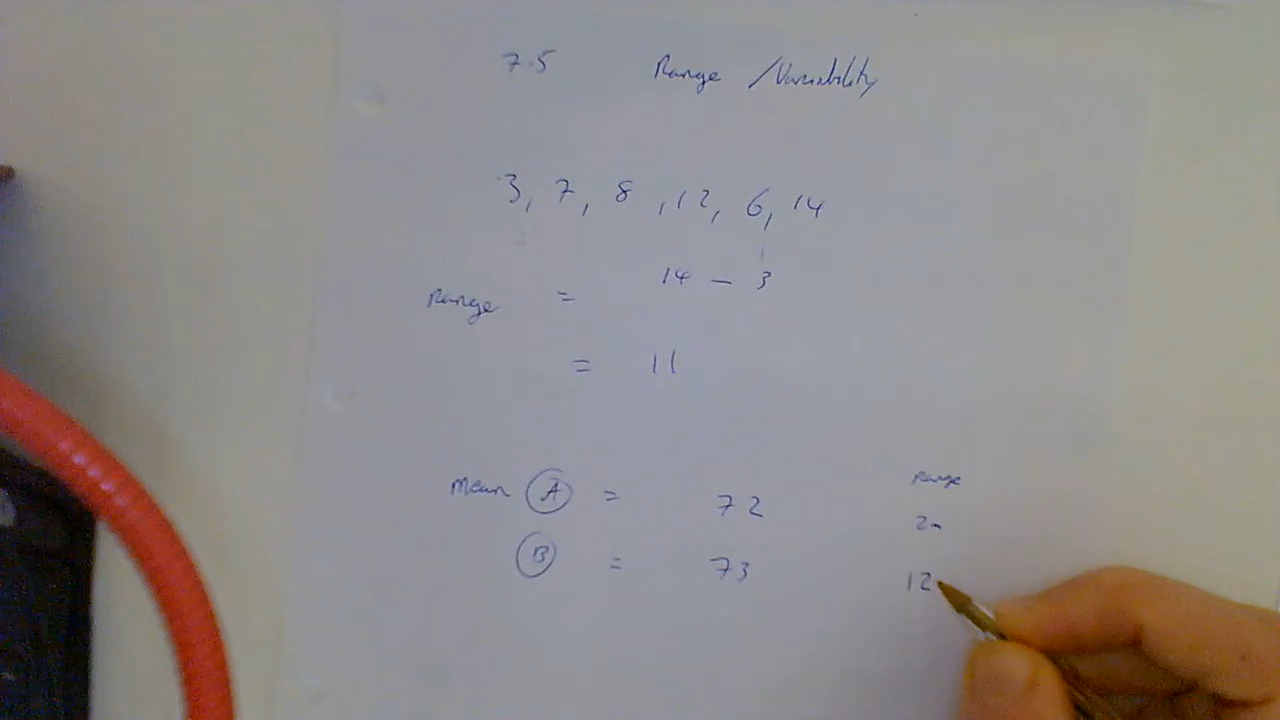 7.5 Range /Variability
3, 7, 8, 12, 6, 14
Range = 14 - 3
= 11
Range
mean A = 72
B = 73 12